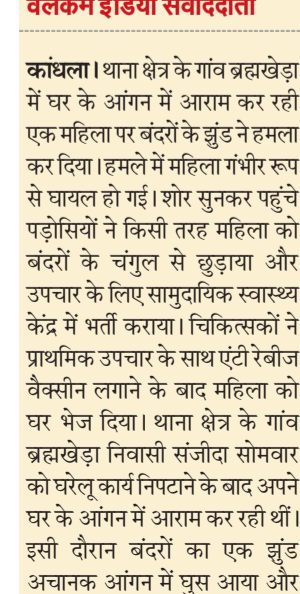 वेलकम इंडिया संवाददाता
कांधला। थाना क्षेत्र के गांव ब्रह्मखेड़ा
में घर के आंगन में आराम कर रही
एक महिला पर बंदरों के झुंड ने हमला
कर दिया। हमले में महिला गंभीर रूप
से घायल हो गई। शोर सुनकर पहुंचे
पड़ोसियों ने किसी तरह महिला को
बंदरों के चंगुल से छुड़ाया और
उपचार के लिए सामुदायिक स्वास्थ्य
केंद्र में भर्ती कराया। चिकित्सकों ने
प्राथमिक उपचार के साथ एंटी रेबीज
वैक्सीन लगाने के बाद महिला को
घर भेज दिया। थाना क्षेत्र के गांव
ब्रह्मखेड़ा निवासी संजीदा सोमवार
को घरेलू कार्य निपटाने के बाद अपने
घर के आंगन में आराम कर रही थीं।
इसी दौरान बंदरों का एक झुंड
अचानक आंगन में घुस आया और